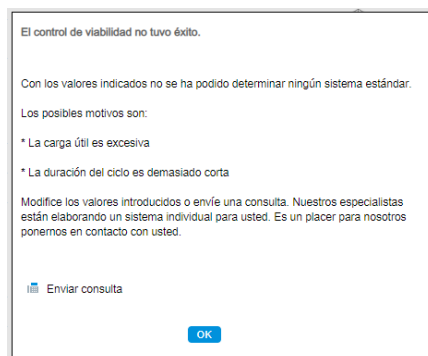 El control de viabilidad no tuvo éxito.
Con los valores indicados no se ha podido determinar ningún sistema estándar.
Los posibles motivos son:
* La carga útil es excesiva
* La duración del ciclo es demasiado corta
Modifice los valores introducidos o envíe una consulta. Nuestros especialistas
están elaborando un sistema individual para usted. Es un placer para nosotros
ponernos en contacto con usted.
Enviar consulta
OK